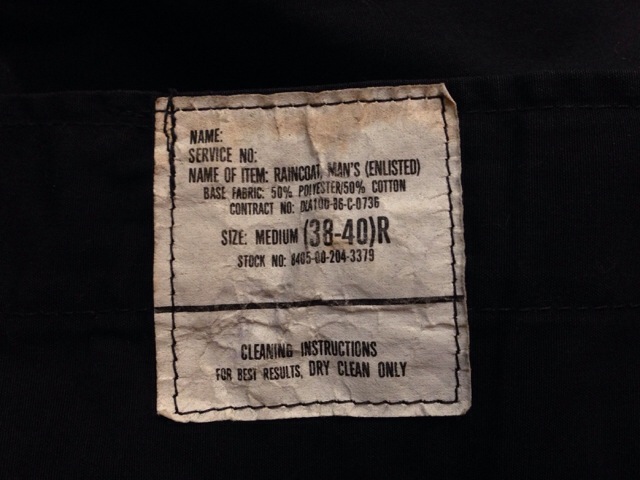 NAME:
SERVICE NO:
NAME OF ITEM: RAINCOAT, MAN'S (ENLISTED)
BASE FABRIC: 50% POLYESTER/50% COTTON
CONTRACT NO: DLA100-86-C-0736
SIZE: MEDIUM (38-40)R
STOCK NO: 8405-00-204-3379
CLEANING INSTRUCTIONS
FOR BEST RESULTS, DRY CLEAN ONLY